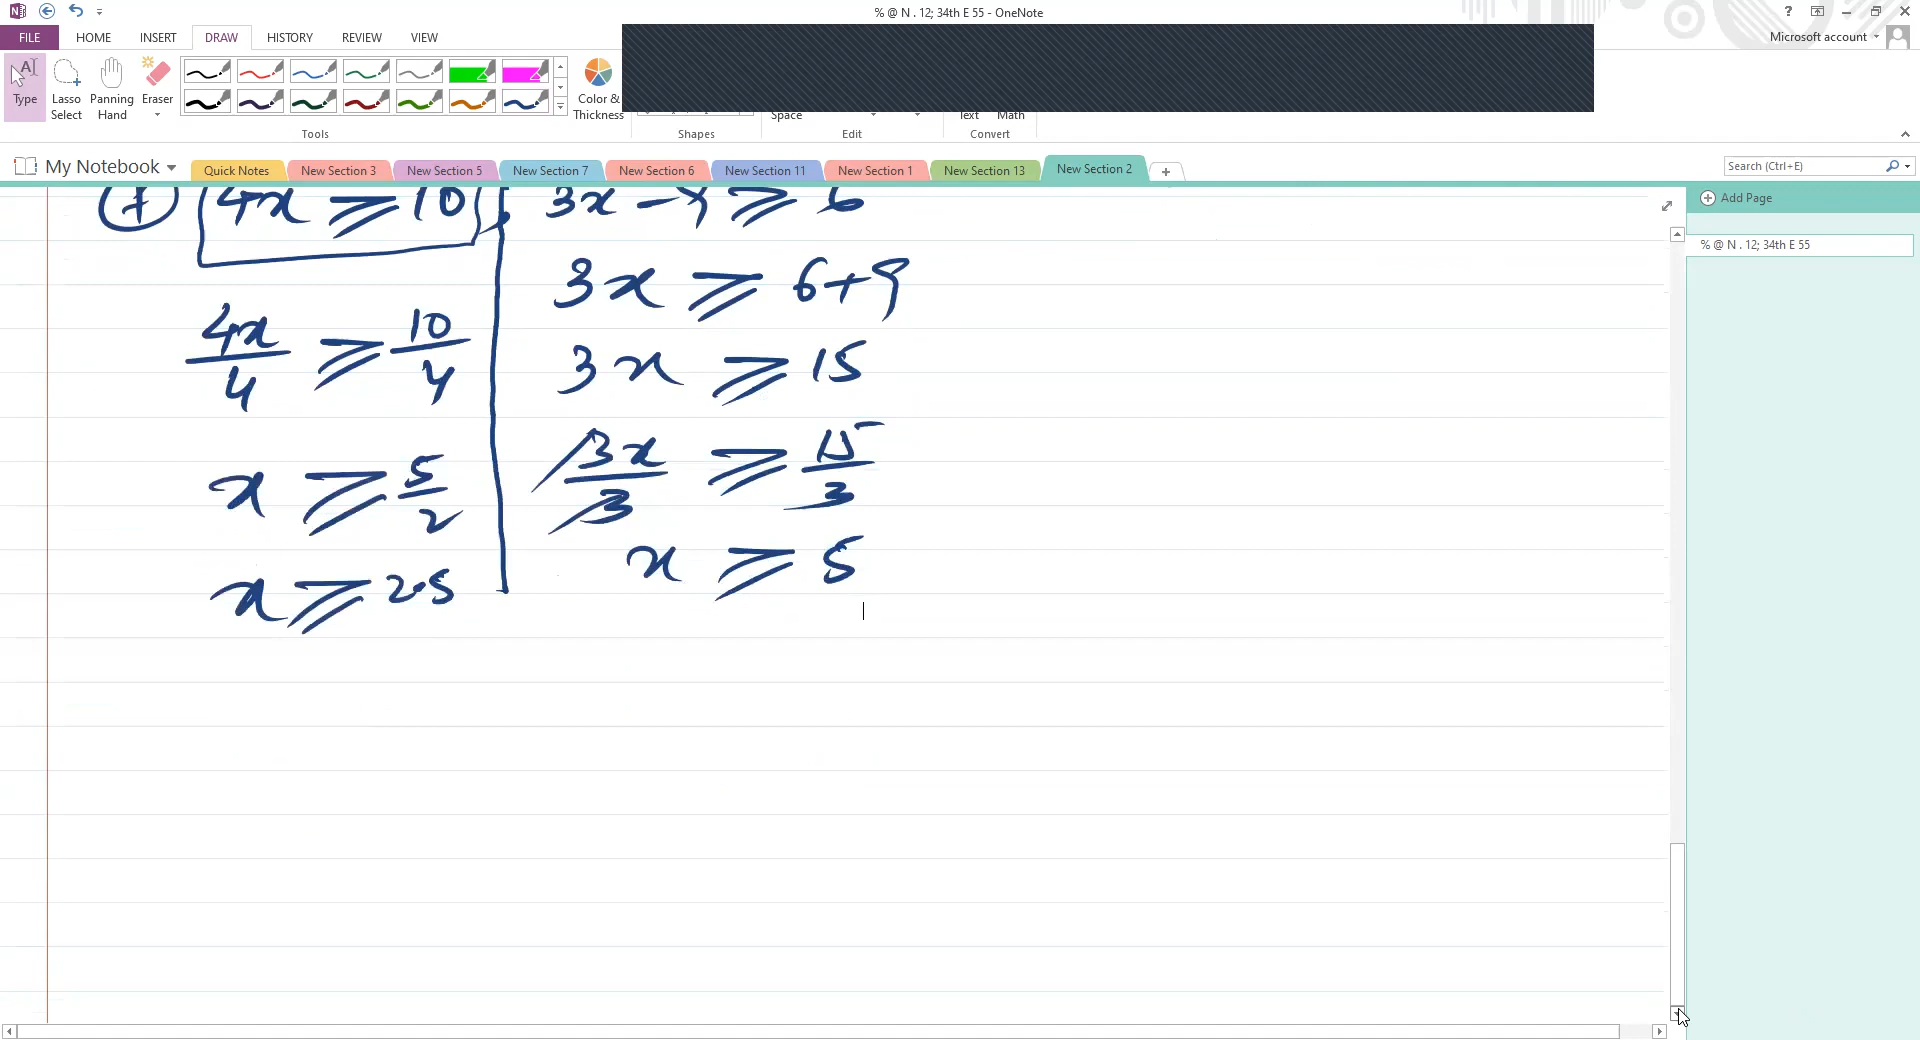 % @ N . 12; 34th E 55 - OneNote
FILE HOME INSERT DRAW HISTORY REVIEW VIEW
Microsoft account
Type
Lasso Select
Panning Hand
Eraser
Color & Thickness
Space
Text
Math
Tools
Shapes
Edit
Convert
My Notebook
Quick Notes
New Section 3
New Section 5
New Section 7
New Section 6
New Section 11
New Section 1
New Section 13
New Section 2
Search (Ctrl+E)
Add Page
% @ N . 12; 34th E 55
4x ≥ 10
4x/4 ≥ 10/4
x ≥ 5/2
x ≥ 2.5
3x - 9 ≥ 6
3x ≥ 6+9
3x ≥ 15
3x/3 ≥ 15/3
x ≥ 5